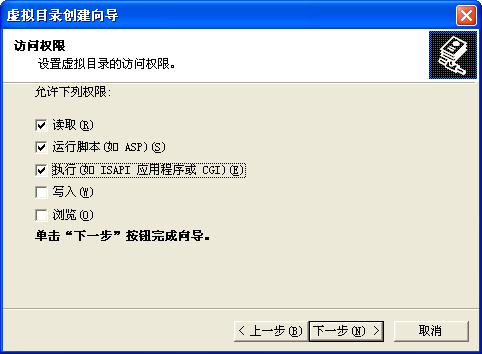 虚拟目录创建向导
访问权限
设置虚拟目录的访问权限。
允许下列权限:
读取(R)
运行脚本(如 ASP)(S)
执行(如 ISAPI 应用程序或 CGI)(E)
写入(W)
浏览(O)
单击“下一步”按钮完成向导。
< 上一步(B) 下一步(N) > 取消